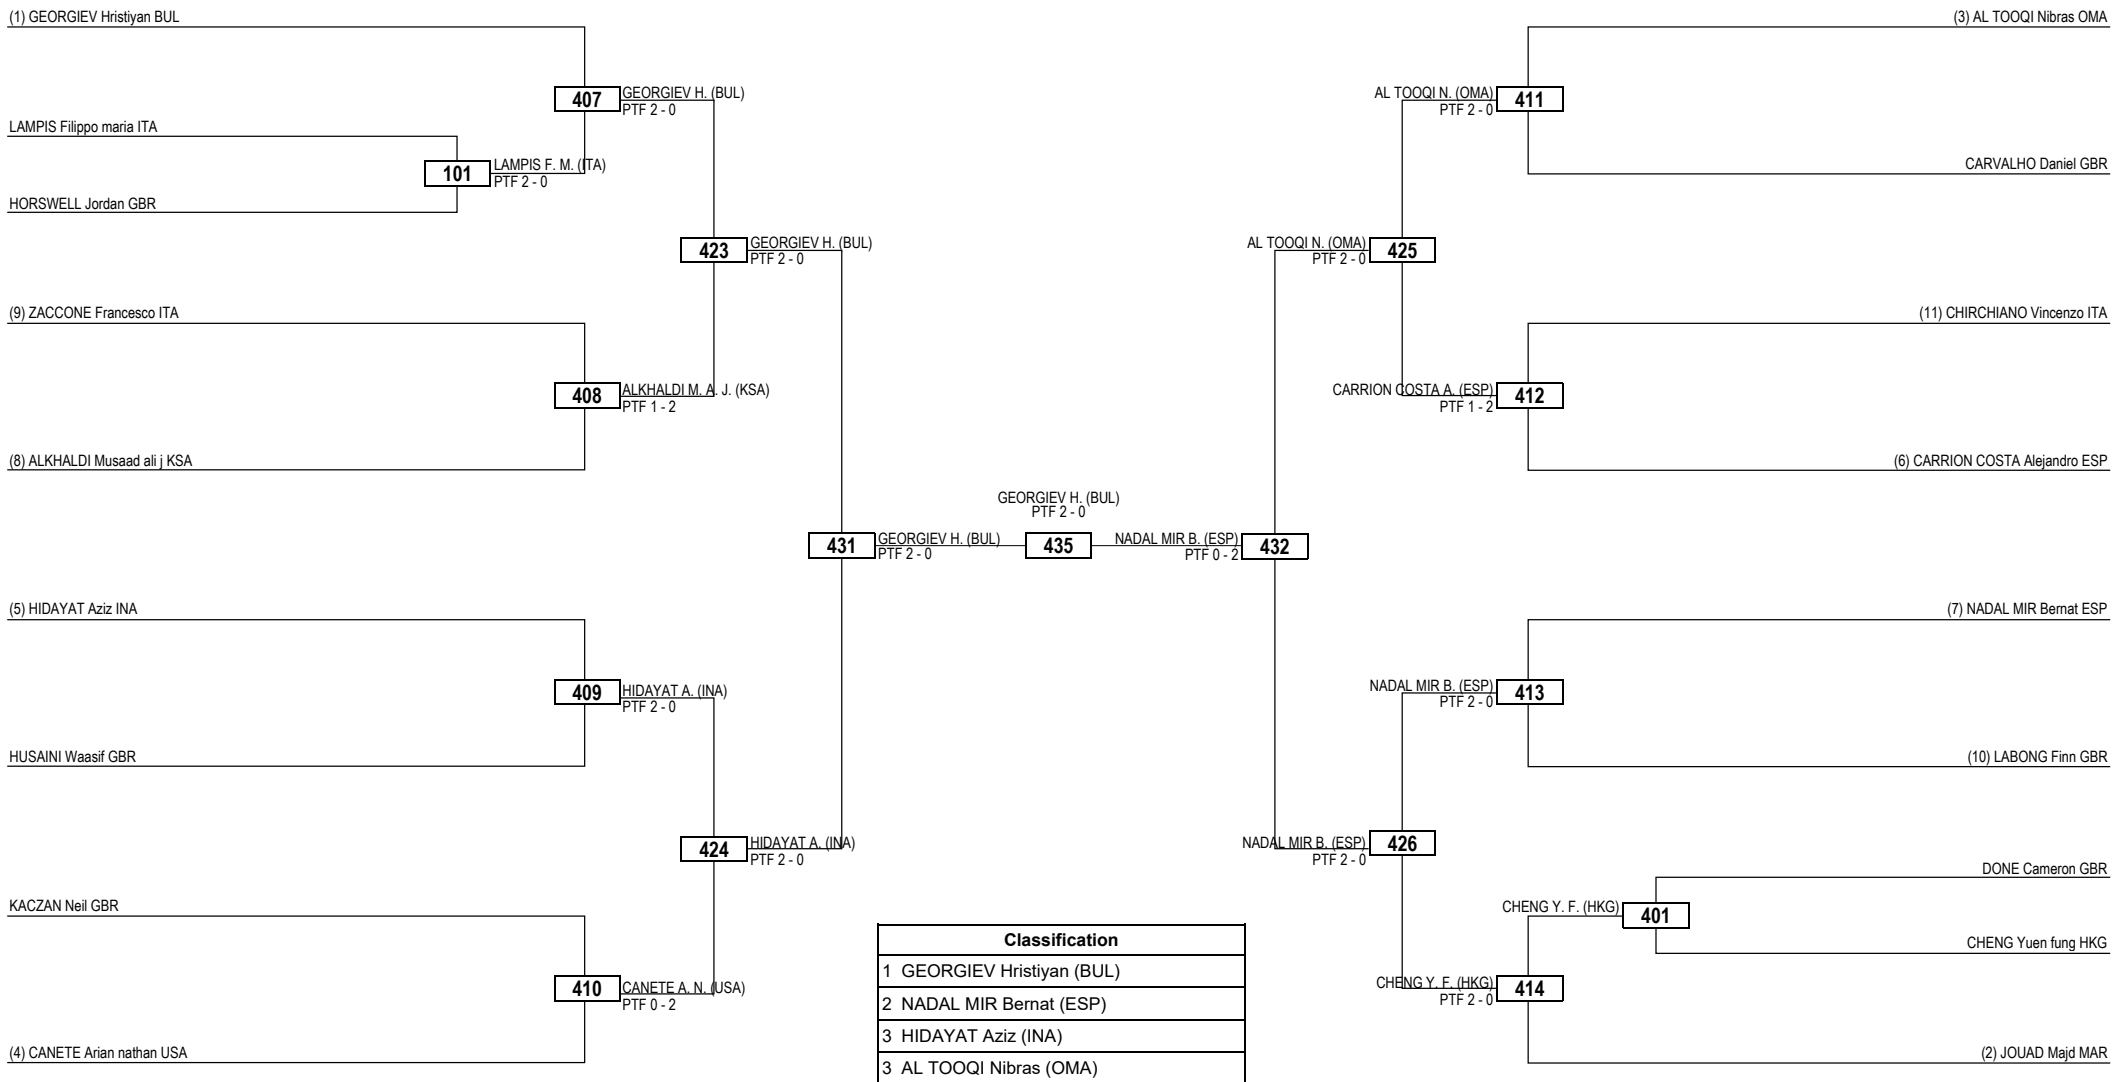 (1) GEORGIEV Hristiyan BUL
407
GEORGIEV H. (BUL)
PTF 2 - 0
LAMPIS Filippo maria ITA
101
LAMPIS F. M. (ITA)
PTF 2 - 0
HORSWELL Jordan GBR
423
GEORGIEV H. (BUL)
PTF 2 - 0
(9) ZACCONE Francesco ITA
408
ALKHALDI M. A. J. (KSA)
PTF 1 - 2
(8) ALKHALDI Musaad ali j KSA
431
GEORGIEV H. (BUL)
PTF 2 - 0
(5) HIDAYAT Aziz INA
409
HIDAYAT A. (INA)
PTF 2 - 0
HUSAINI Waasif GBR
424
HIDAYAT A. (INA)
PTF 2 - 0
KACZAN Neil GBR
410
CANETE A. N. (USA)
PTF 0 - 2
(4) CANETE Arian nathan USA
GEORGIEV H. (BUL)
PTF 2 - 0
435
(3) AL TOOQI Nibras OMA
AL TOOQI N. (OMA)
PTF 2 - 0
411
CARVALHO Daniel GBR
AL TOOQI N. (OMA)
PTF 2 - 0
425
(11) CHIRCHIANO Vincenzo ITA
CARRION COSTA A. (ESP)
PTF 1 - 2
412
(6) CARRION COSTA Alejandro ESP
NADAL MIR B. (ESP)
PTF 0 - 2
432
(7) NADAL MIR Bernat ESP
NADAL MIR B. (ESP)
PTF 2 - 0
413
(10) LABONG Finn GBR
NADAL MIR B. (ESP)
PTF 2 - 0
426
DONE Cameron GBR
CHENG Y. F. (HKG)
401
CHENG Yuen fung HKG
CHENG Y. F. (HKG)
PTF 2 - 0
414
(2) JOUAD Majd MAR
Classification
1 GEORGIEV Hristiyan (BUL)
2 NADAL MIR Bernat (ESP)
3 HIDAYAT Aziz (INA)
3 AL TOOQI Nibras (OMA)